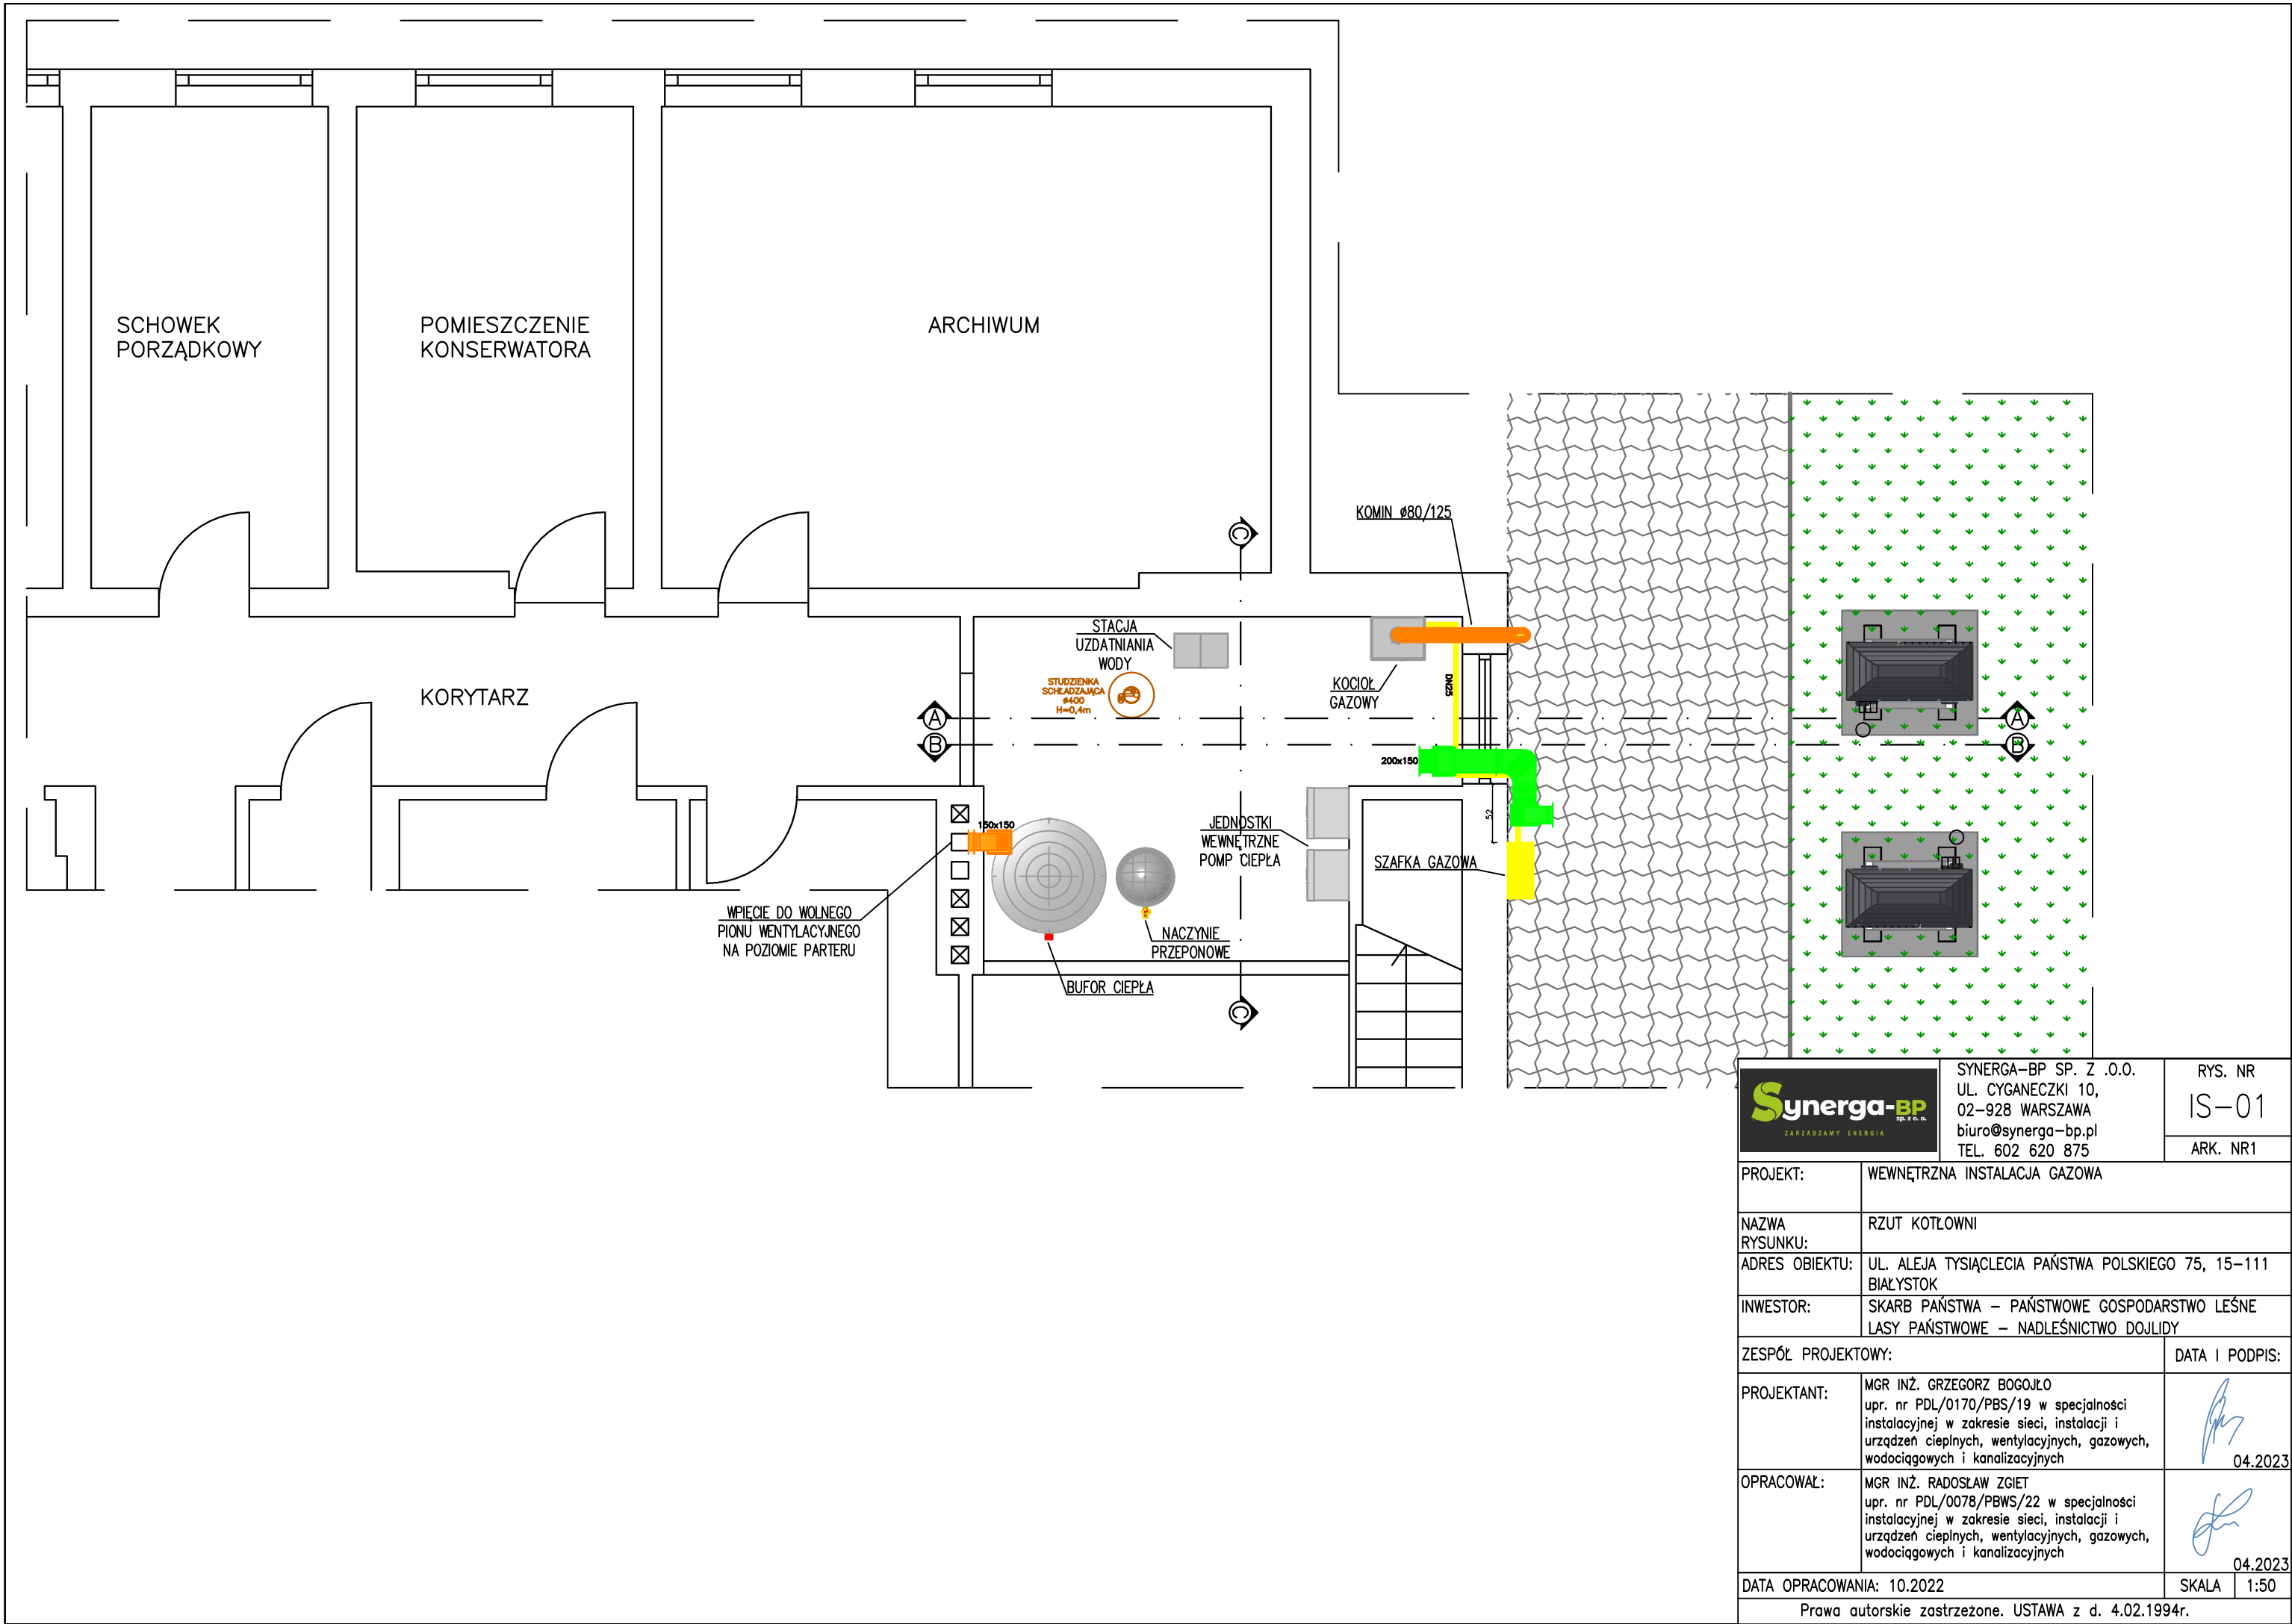 SCHOWEK
PORZĄDKOWY
POMIESZCZENIE
KONSERWATORA
ARCHIWUM
KORYTARZ
KOMIN ø80/125
C
STACJA
UZDATNIANIA
WODY
STUDZIENKA
SCHŁADZAJĄCA
ø400
H=0,4m
KOCIOŁ
GAZOWY
DN25
A
B
A
B
200x150
150x150
52
JEDNOSTKI
WEWNĘTRZNE
POMP CIEPŁA
SZAFKA GAZOWA
WPIĘCIE DO WOLNEGO
PIONU WENTYLACYJNEGO
NA POZIOMIE PARTERU
NACZYNIE
PRZEPONOWE
BUFOR CIEPŁA
C
Synerga-BP
sp. z o. o.
ZARZĄDZAMY ENERGIĄ
SYNERGA-BP SP. Z .O.O.
UL. CYGANECZKI 10,
02-928 WARSZAWA
biuro@synerga-bp.pl
TEL. 602 620 875
RYS. NR
IS-01
ARK. NR1
PROJEKT: WEWNĘTRZNA INSTALACJA GAZOWA
NAZWA
RYSUNKU:
RZUT KOTŁOWNI
ADRES OBIEKTU: UL. ALEJA TYSIĄCLECIA PAŃSTWA POLSKIEGO 75, 15-111
BIAŁYSTOK
INWESTOR: SKARB PAŃSTWA - PAŃSTWOWE GOSPODARSTWO LEŚNE
LASY PAŃSTWOWE - NADLEŚNICTWO DOJLIDY
ZESPÓŁ PROJEKTOWY: DATA I PODPIS:
PROJEKTANT:
MGR INŻ. GRZEGORZ BOGOJŁO
upr. nr PDL/0170/PBS/19 w specjalności
instalacyjnej w zakresie sieci, instalacji i
urządzeń cieplnych, wentylacyjnych, gazowych,
wodociągowych i kanalizacyjnych
04.2023
OPRACOWAŁ:
MGR INŻ. RADOSŁAW ZGIET
upr. nr PDL/0078/PBWS/22 w specjalności
instalacyjnej w zakresie sieci, instalacji i
urządzeń cieplnych, wentylacyjnych, gazowych,
wodociągowych i kanalizacyjnych
04.2023
DATA OPRACOWANIA: 10.2022 SKALA 1:50
Prawa autorskie zastrzeżone. USTAWA z d. 4.02.1994r.